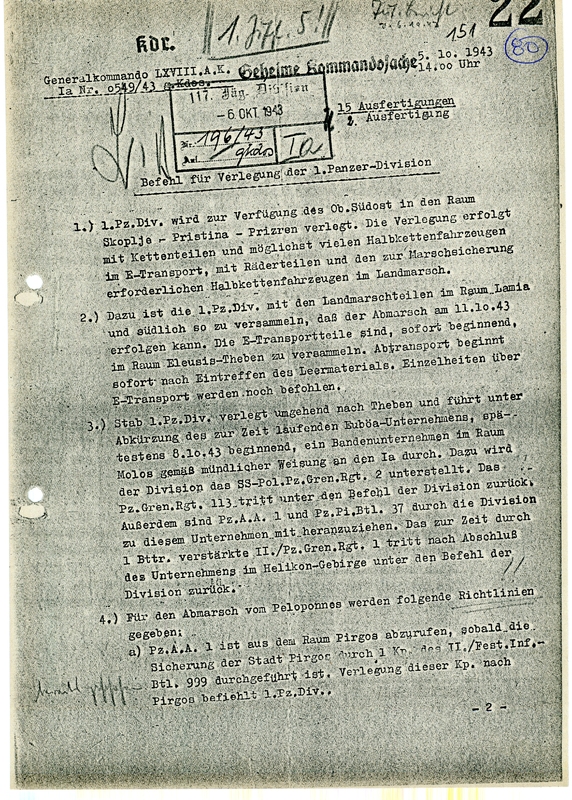 22
Kdr.
1. Ziff. 5!
151
80
Generalkommando LXVIII.A.K. Geheime Kommandosache 5. 10. 1943
Ia Nr. 0549/43 g.Kdos. 14.00 Uhr
117. Jäg. Division
-6. OKT. 1943
Nr. 196/43
gKdos
Ia
15 Ausfertigungen
2. Ausfertigung
Befehl für Verlegung der 1.Panzer-Division
1.) 1.Pz.Div. wird zur Verfügung des Ob.Südost in den Raum
Skoplje - Pristina - Prizren verlegt. Die Verlegung erfolgt
mit Kettenteilen und möglichst vielen Halbkettenfahrzeugen
im E-Transport, mit Räderteilen und den zur Marschsicherung
erforderlichen Halbkettenfahrzeugen im Landmarsch.
2.) Dazu ist die 1.Pz.Div. mit den Landmarschteilen im Raum Lamia
und südlich so zu versammeln, daß der Abmarsch am 11.10.43
erfolgen kann. Die E-Transportteile sind, sofort beginnend,
im Raum Eleusis-Theben zu versammeln. Abtransport beginnt
sofort nach Eintreffen des Leermaterials. Einzelheiten über
E-Transport werden noch befohlen.
3.) Stab 1.Pz.Div. verlegt umgehend nach Theben und führt unter
Abkürzung des zur Zeit laufenden Euböa-Unternehmens, spä-
testens 8.10.43 beginnend, ein Bandenunternehmen im Raum
Molos gemäß mündlicher Weisung an den Ia durch. Dazu wird
der Division das SS-Pol.Pz.Gren.Rgt. 2 unterstellt. Das
Pz.Gren.Rgt. 113 tritt unter den Befehl der Division zurück.
Außerdem sind Pz.A.A. 1 und Pz.Pi.Btl. 37 durch die Division
zu diesem Unternehmen mit heranzuziehen. Das zur Zeit durch
1 Bttr. verstärkte II./Pz.Gren.Rgt. 1 tritt nach Abschluß
des Unternehmens im Helikon-Gebirge unter den Befehl der
Division zurück.
4.) Für den Abmarsch vom Peloponnes werden folgende Richtlinien
gegeben:
a) Pz.A.A. 1 ist aus dem Raum Pirgos abzurufen, sobald die
Sicherung der Stadt Pirgos durch 1 Kp. des II./Fest.Inf.-
Btl. 999 durchgeführt ist. Verlegung dieser Kp. nach
Pirgos befiehlt 1.Pz.Div..
- 2 -